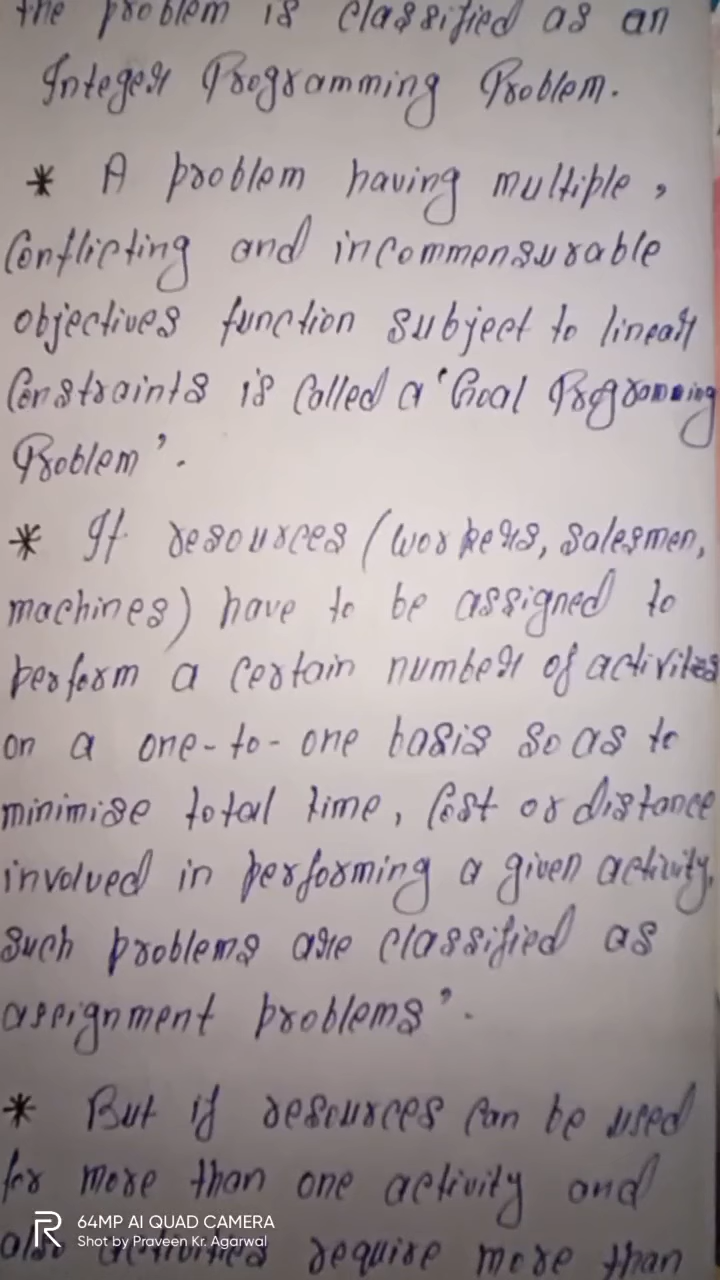 the problem is classified as an
Integer Programming Problem.
* A problem having multiple,
Conflicting and incommensurable
objectives function subject to linear
Constraints is called a 'Goal Programming
Problem'.
* If resources (workers, salesmen,
machines) have to be assigned to
perform a certain number of activites
on a one-to-one basis so as to
minimise total time, Cost or distance
involved in performing a given activity,
such problems are classified as
assignment problems'.
* But if resources can be used
for more than one activity and
also activities require more than
64MP AI QUAD CAMERA
Shot by Praveen Kr. Agarwal